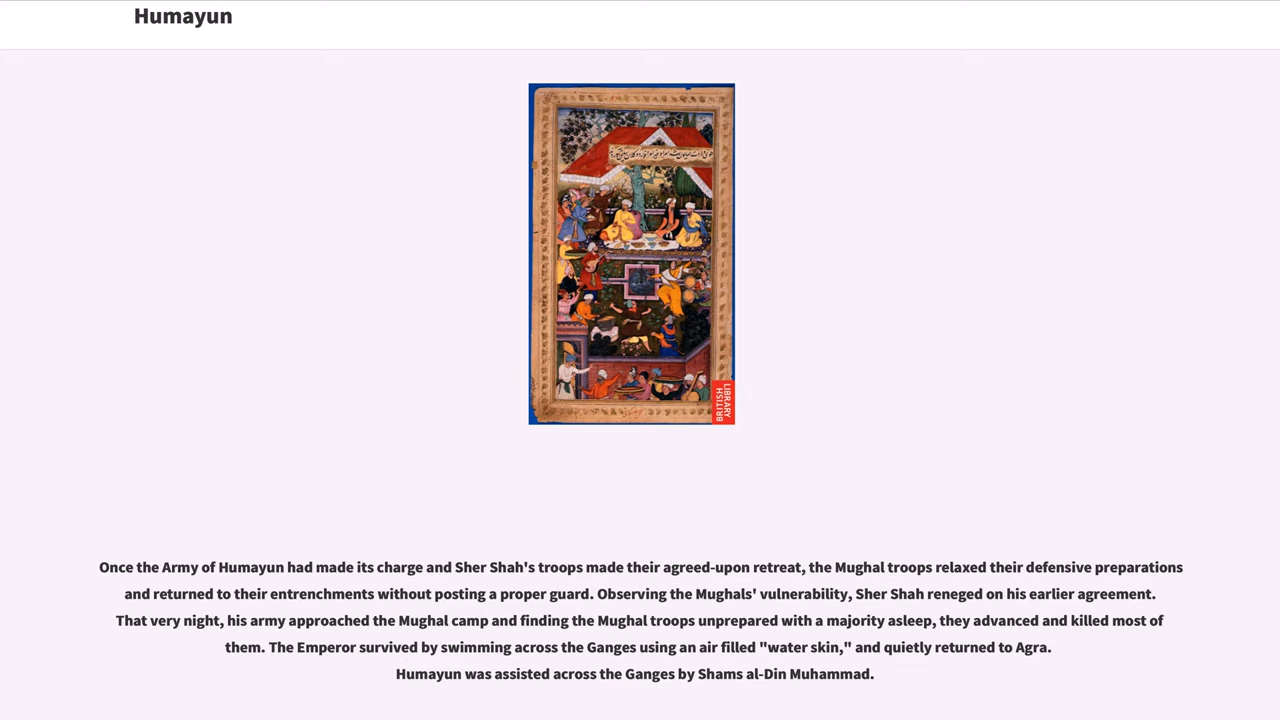 Humayun
LIBRARY
BRITISH
Once the Army of Humayun had made its charge and Sher Shah's troops made their agreed-upon retreat, the Mughal troops relaxed their defensive preparations
and returned to their entrenchments without posting a proper guard. Observing the Mughals' vulnerability, Sher Shah reneged on his earlier agreement.
That very night, his army approached the Mughal camp and finding the Mughal troops unprepared with a majority asleep, they advanced and killed most of
them. The Emperor survived by swimming across the Ganges using an air filled "water skin," and quietly returned to Agra.
Humayun was assisted across the Ganges by Shams al-Din Muhammad.